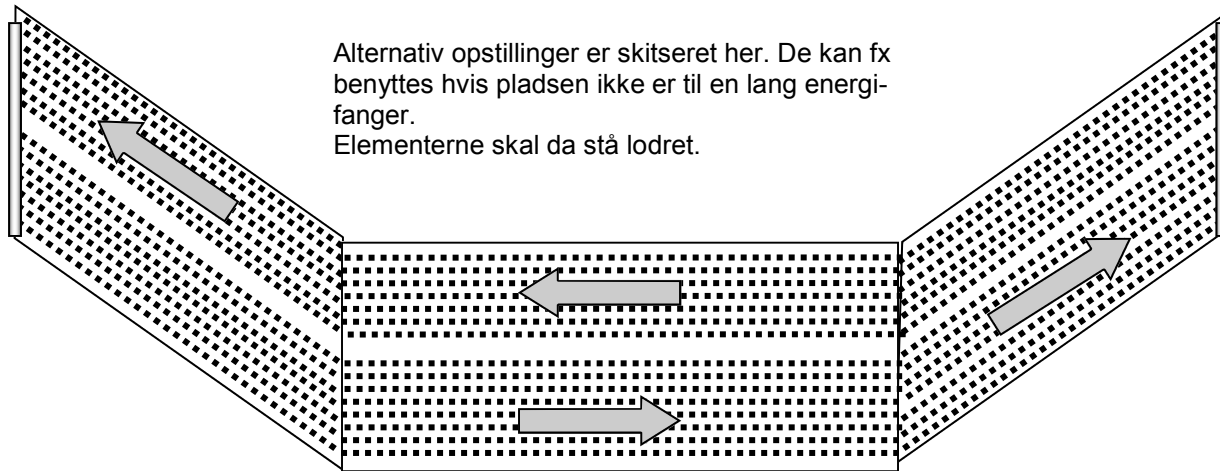 Alternativ opstillinger er skitseret her. De kan fx
benyttes hvis pladsen ikke er til en lang energi-
fanger.
Elementerne skal da stå lodret.